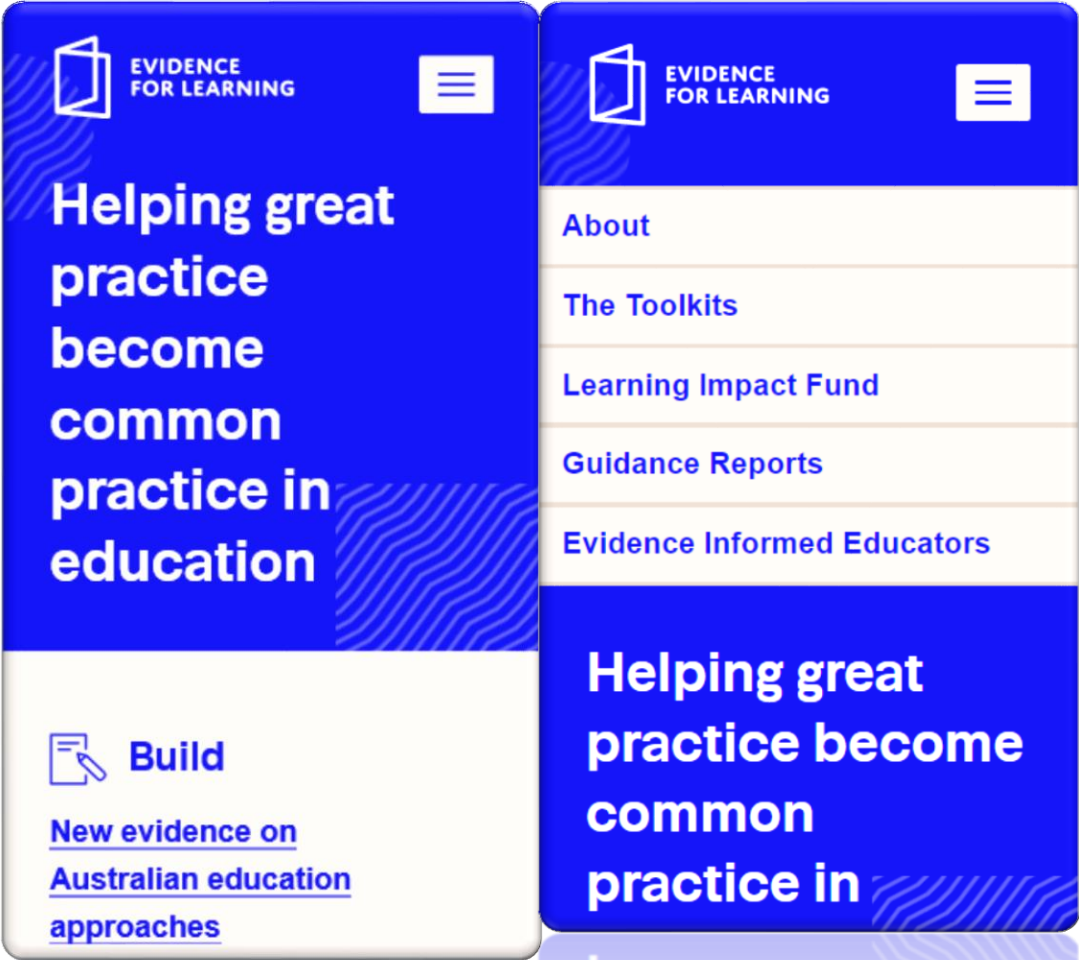 EVIDENCE
FOR LEARNING
Helping great
practice
become
common
practice in
education
Build
New evidence on
Australian education
approaches
EVIDENCE
FOR LEARNING
About
The Toolkits
Learning Impact Fund
Guidance Reports
Evidence Informed Educators
Helping great
practice become
common
practice in